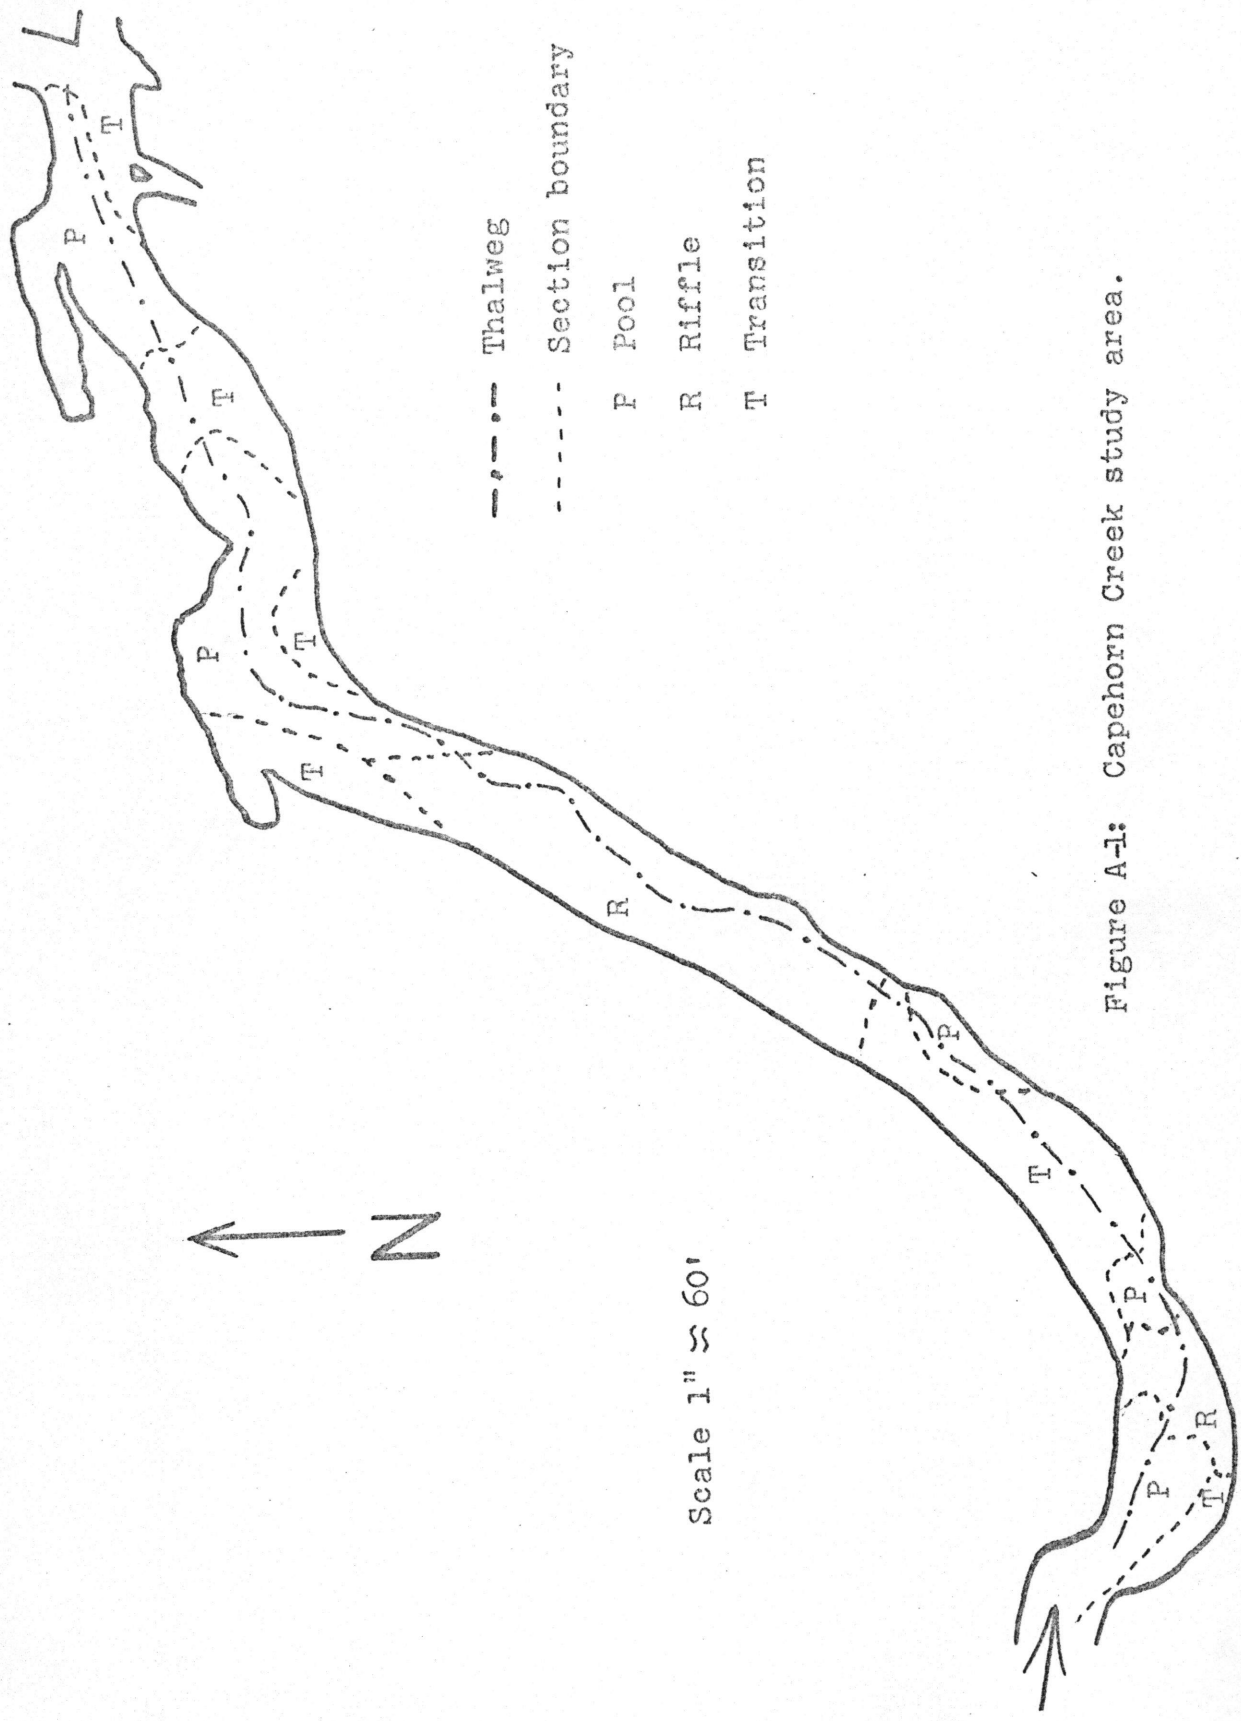 P
T
T
P
T
T
N
Thalweg
Section boundary
P Pool
R Riffle
T Transition
R
Scale 1" ≈ 60'
P
T
P
R
P
T
Figure A-1: Capehorn Creek study area.